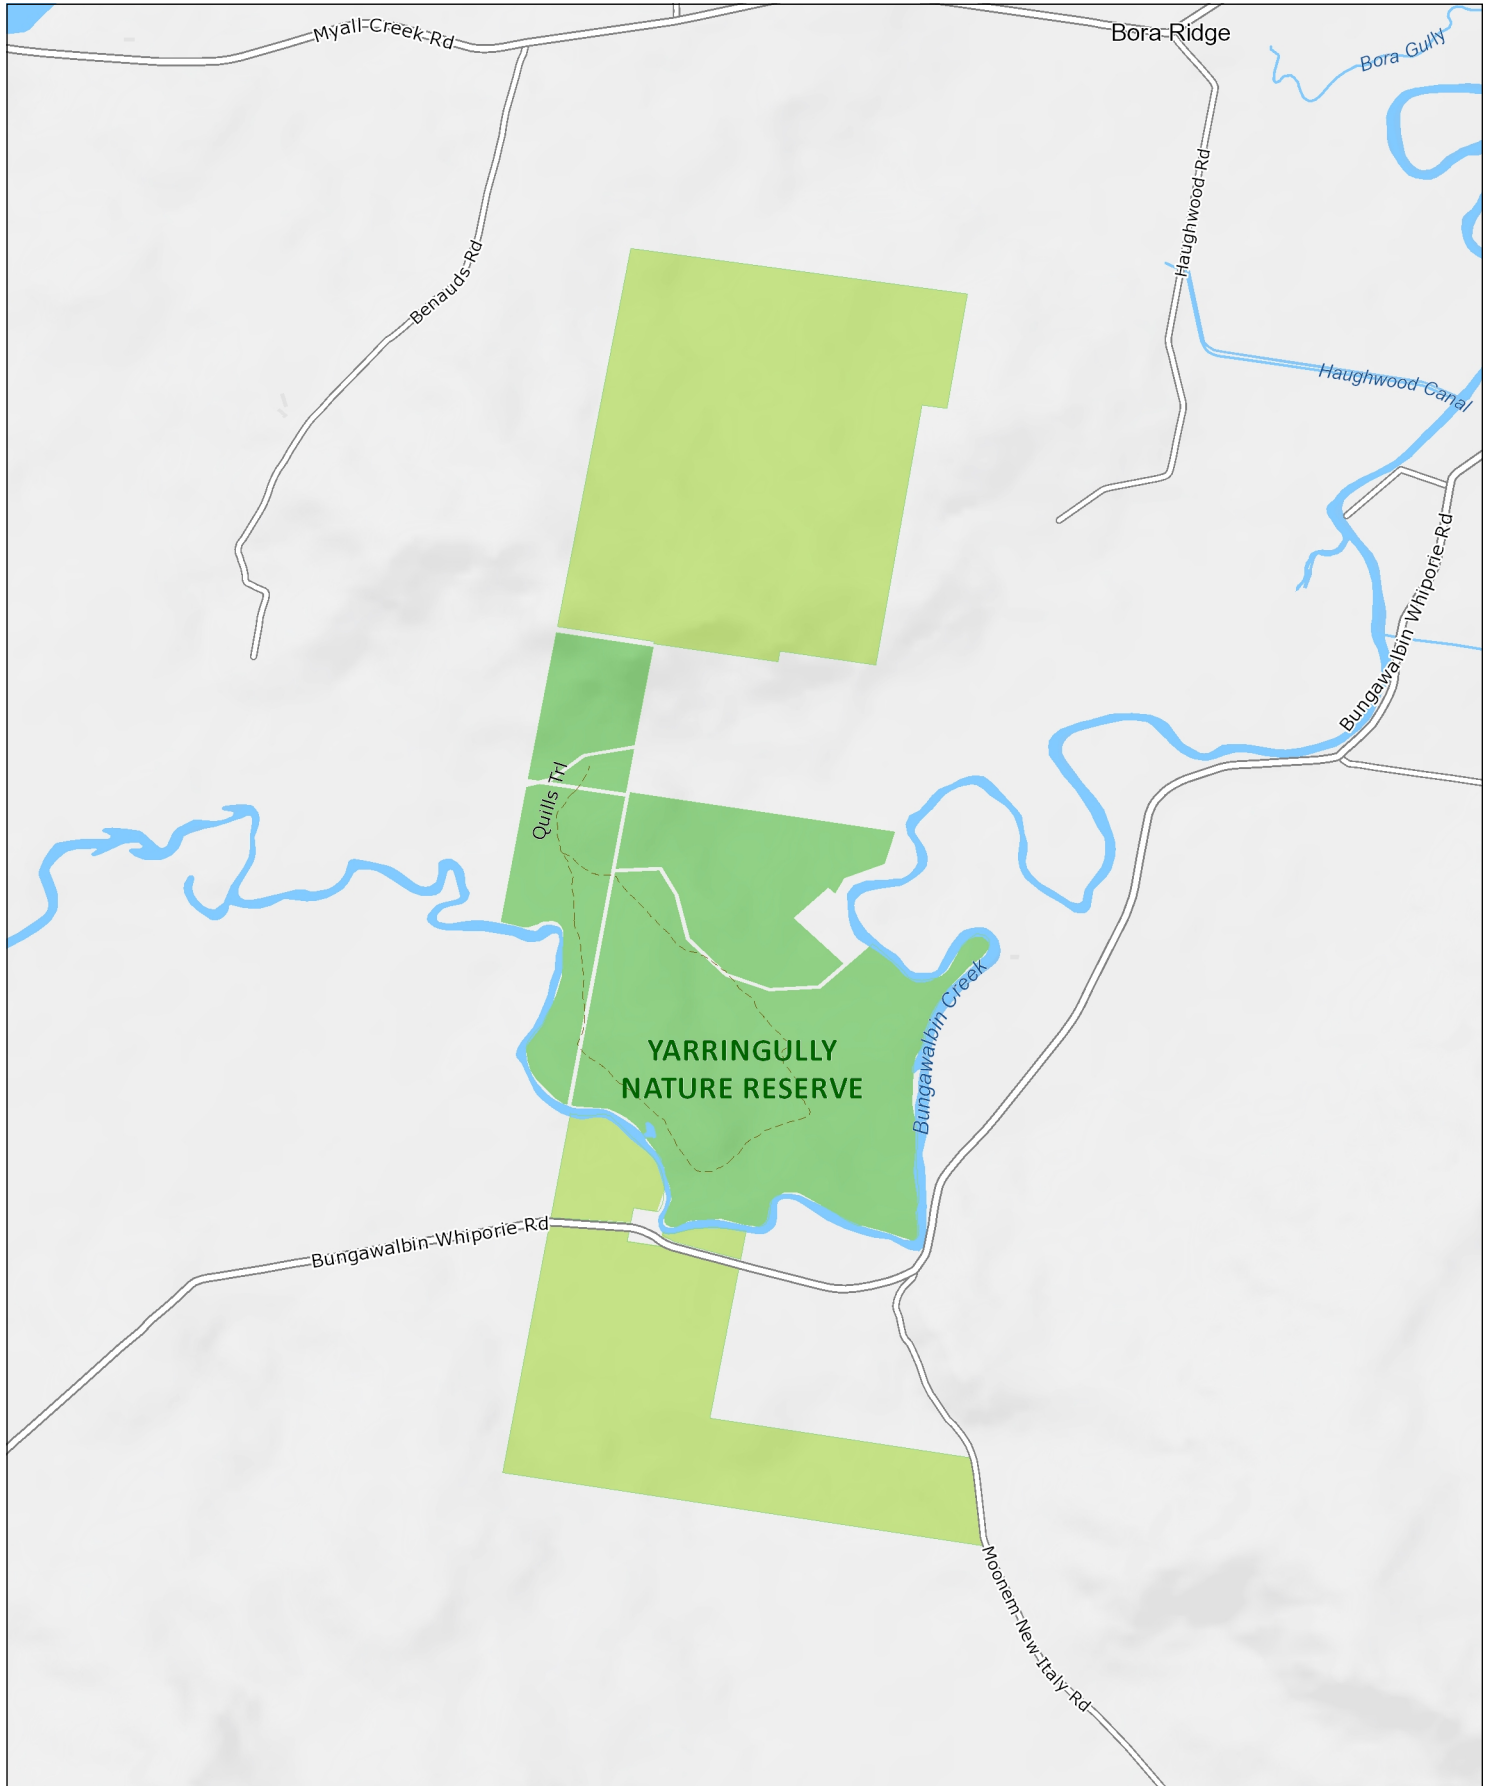 Myall Creek Rd
Bora Ridge
Bora Gully
Haughwood Rd
Benauds Rd
Haughwood Canal
Bungawalbin Whiporie Rd
Quills Trl
YARRINGULLY
NATURE RESERVE
Bungawalbin Creek
Bungawalbin Whiporie Rd
Moonem-New-Italy-Rd